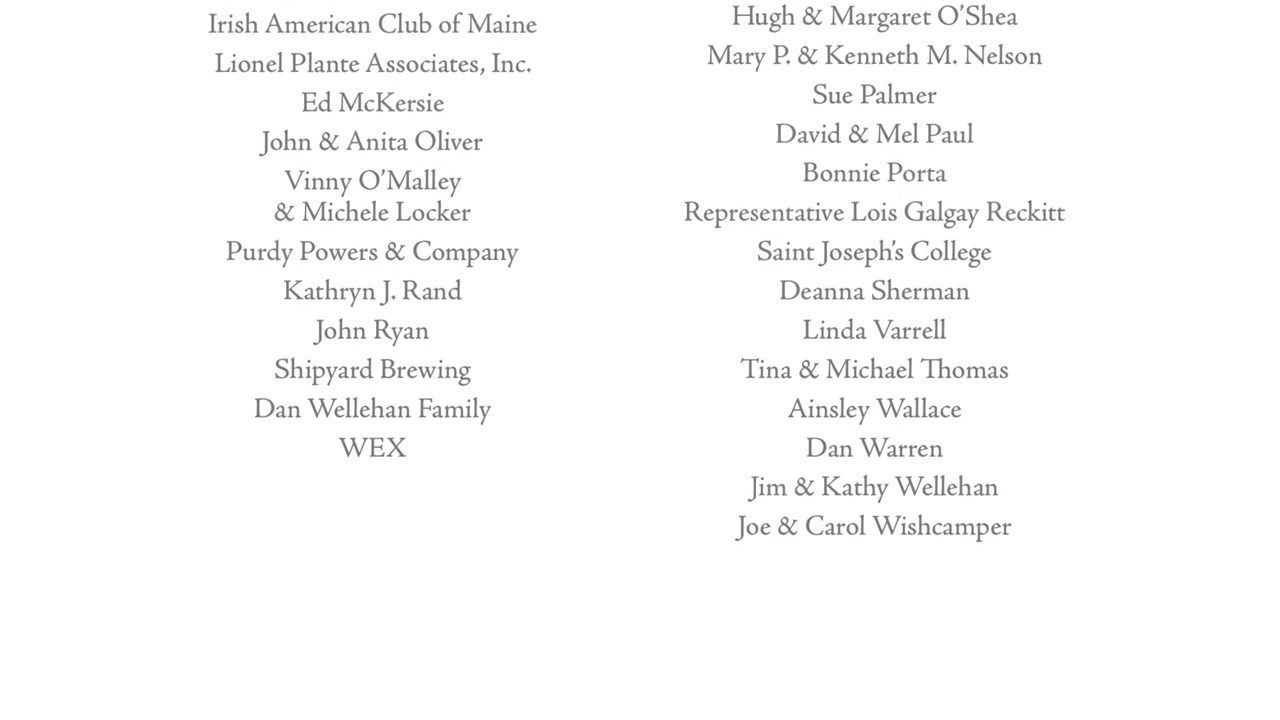 Irish American Club of Maine
Lionel Plante Associates, Inc.
Ed McKersie
John & Anita Oliver
Vinny O’Malley
& Michele Locker
Purdy Powers & Company
Kathryn J. Rand
John Ryan
Shipyard Brewing
Dan Wellehan Family
WEX
Hugh & Margaret O’Shea
Mary P. & Kenneth M. Nelson
Sue Palmer
David & Mel Paul
Bonnie Porta
Representative Lois Galgay Reckitt
Saint Joseph’s College
Deanna Sherman
Linda Varrell
Tina & Michael Thomas
Ainsley Wallace
Dan Warren
Jim & Kathy Wellehan
Joe & Carol Wishcamper